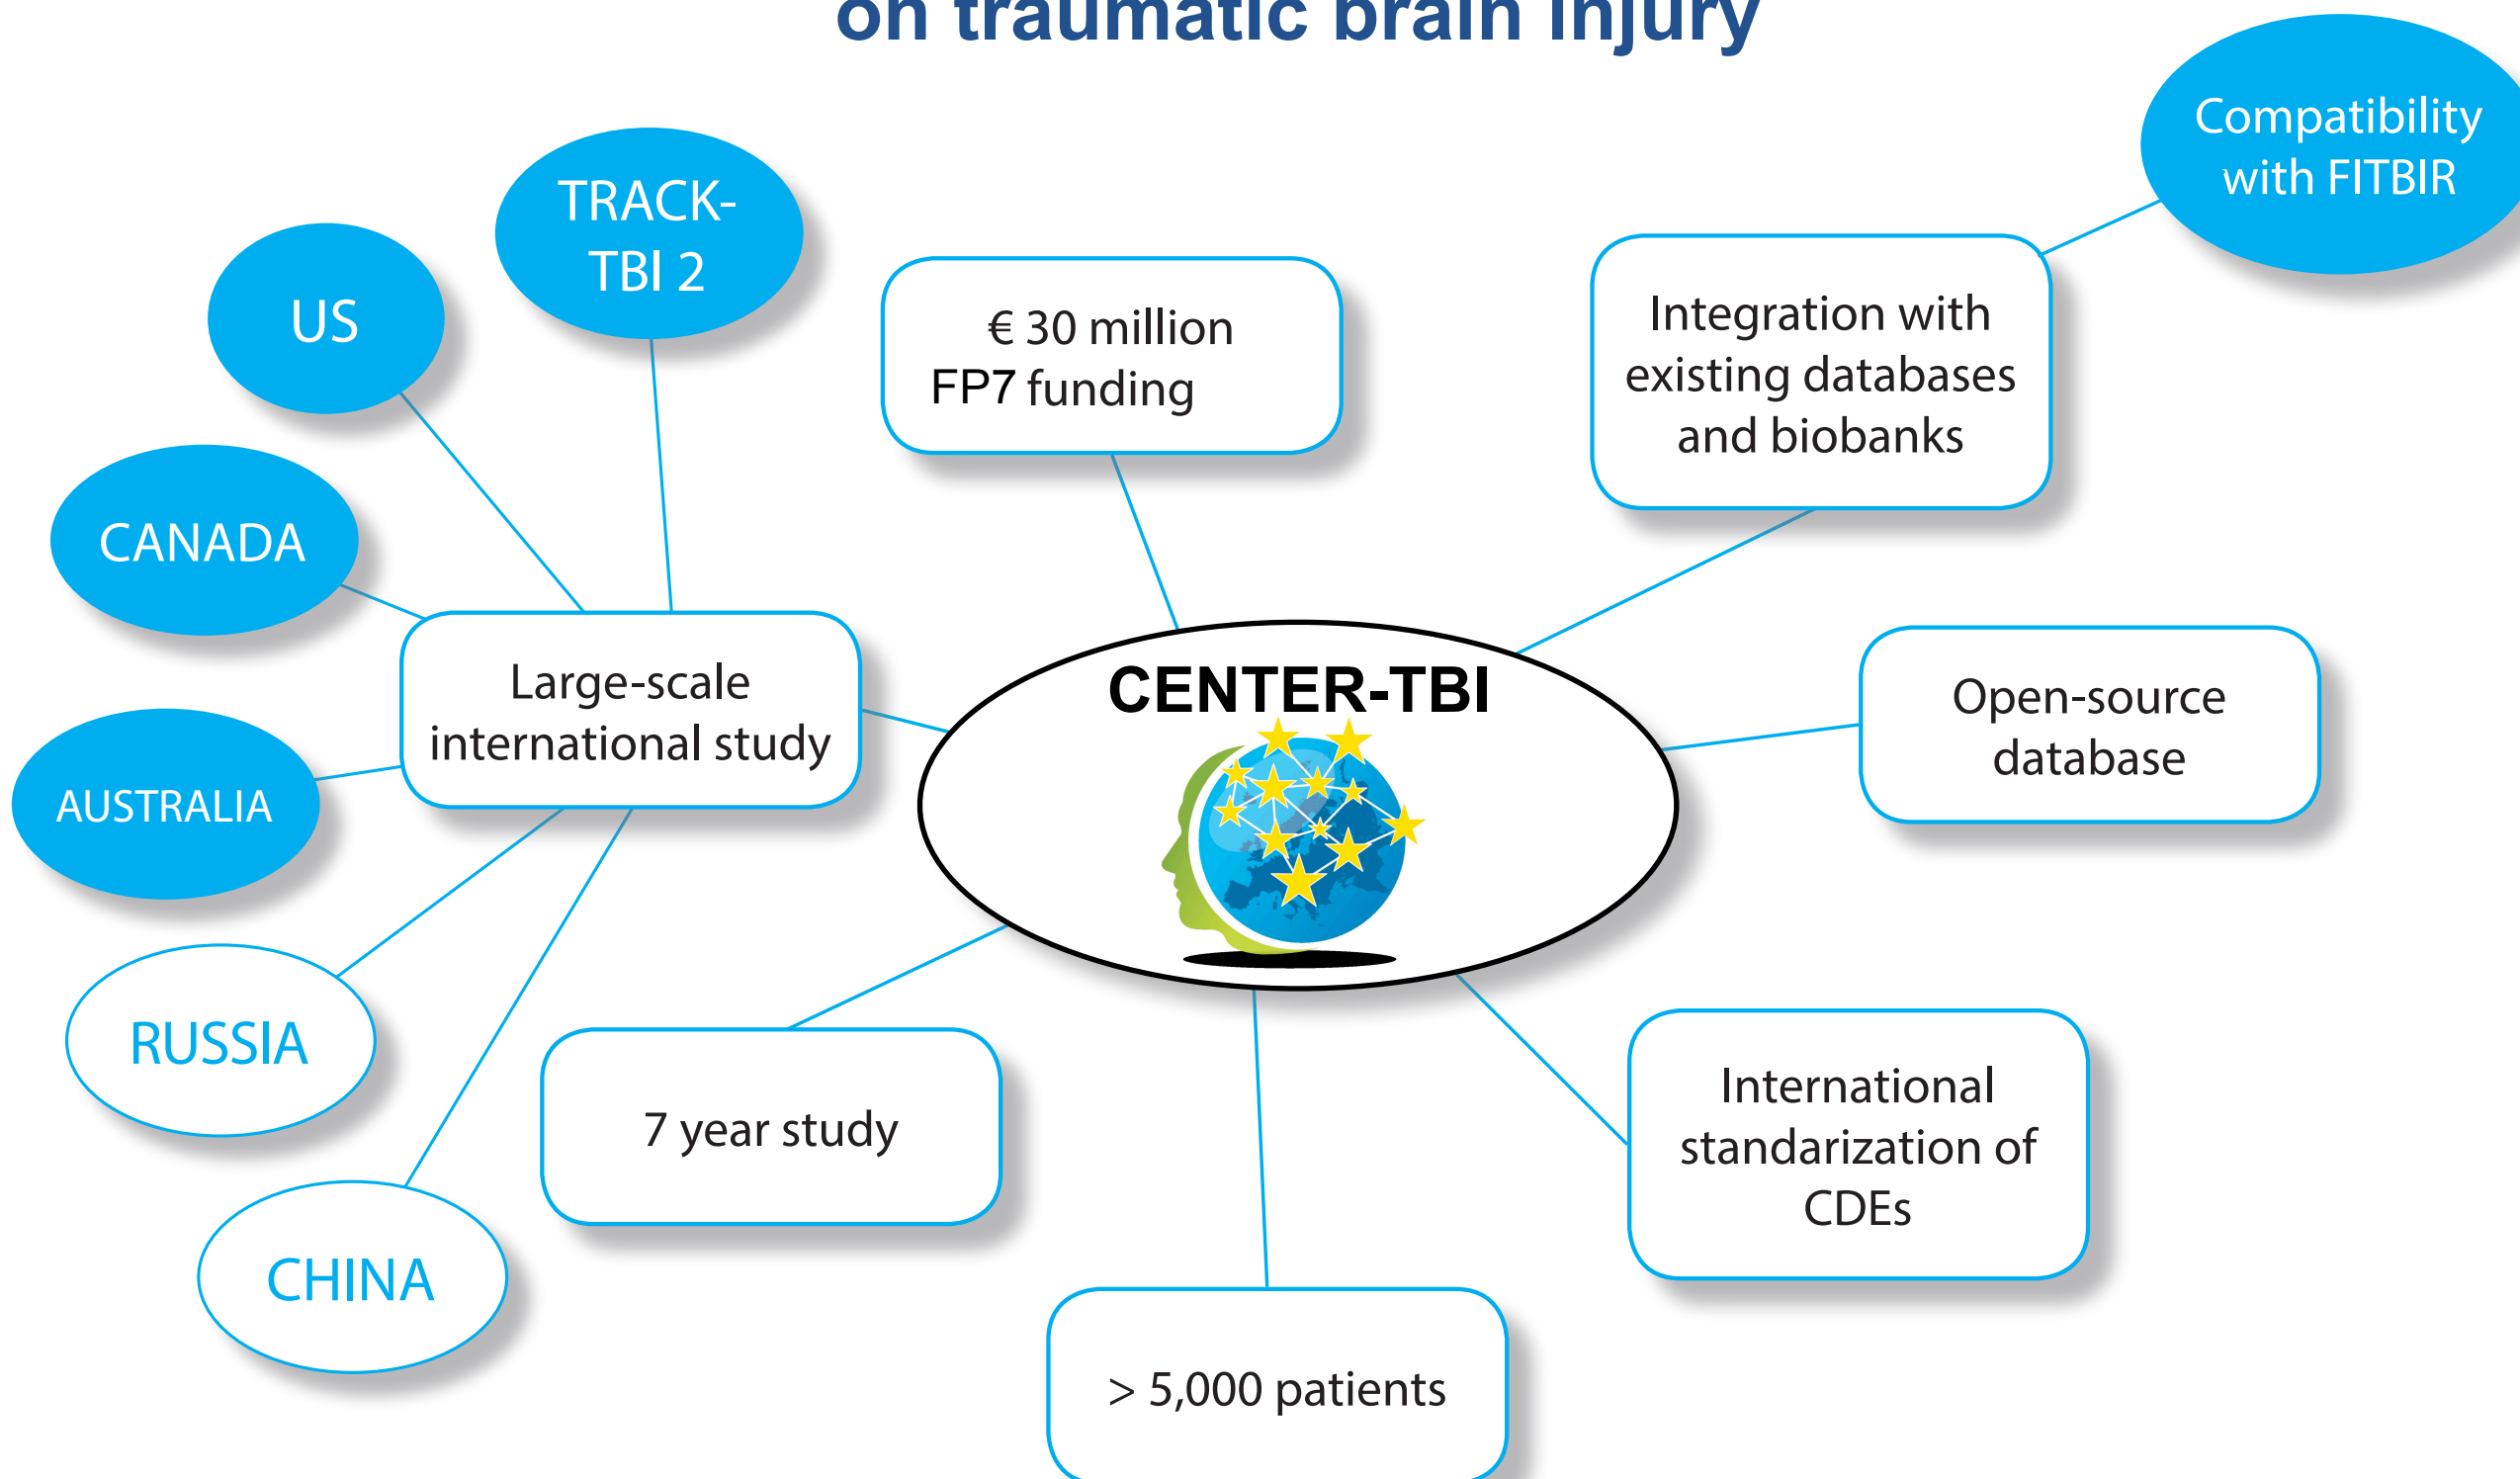 on traumatic brain injury
Compatibility
with FITBIR
TRACK-
TBI 2
US
€ 30 million
FP7 funding
Integration with
existing databases
and biobanks
CANADA
Large-scale
international study
CENTER-TBI
Open-source
database
AUSTRALIA
RUSSIA
7 year study
International
standarization of
CDEs
CHINA
> 5,000 patients